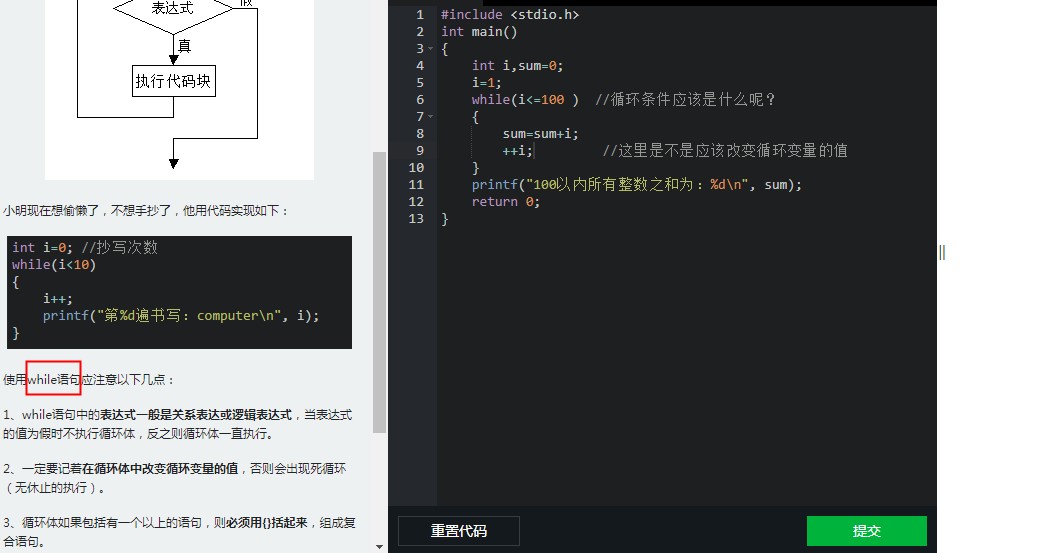 表达式
假
真
执行代码块
小明现在想偷懒了，不想手抄了，他用代码实现如下：
int i=0; //抄写次数
while(i<10)
{
i++;
printf("第%d遍书写：computer\n", i);
}
使用while语句应注意以下几点：
1、while语句中的表达式一般是关系表达或逻辑表达式，当表达式
的值为假时不执行循环体，反之则循环体一直执行。
2、一定要记着在循环体中改变循环变量的值，否则会出现死循环
（无休止的执行）。
3、循环体如果包括有一个以上的语句，则必须用{}括起来，组成复
合语句。
1 #include <stdio.h>
2 int main()
3 {
4 int i,sum=0;
5 i=1;
6 while(i<=100 ) //循环条件应该是什么呢？
7 {
8 sum=sum+i;
9 ++i; //这里是不是应该改变循环变量的值
10 }
11 printf("100以内所有整数之和为：%d\n", sum);
12 return 0;
13 }
重置代码
提交